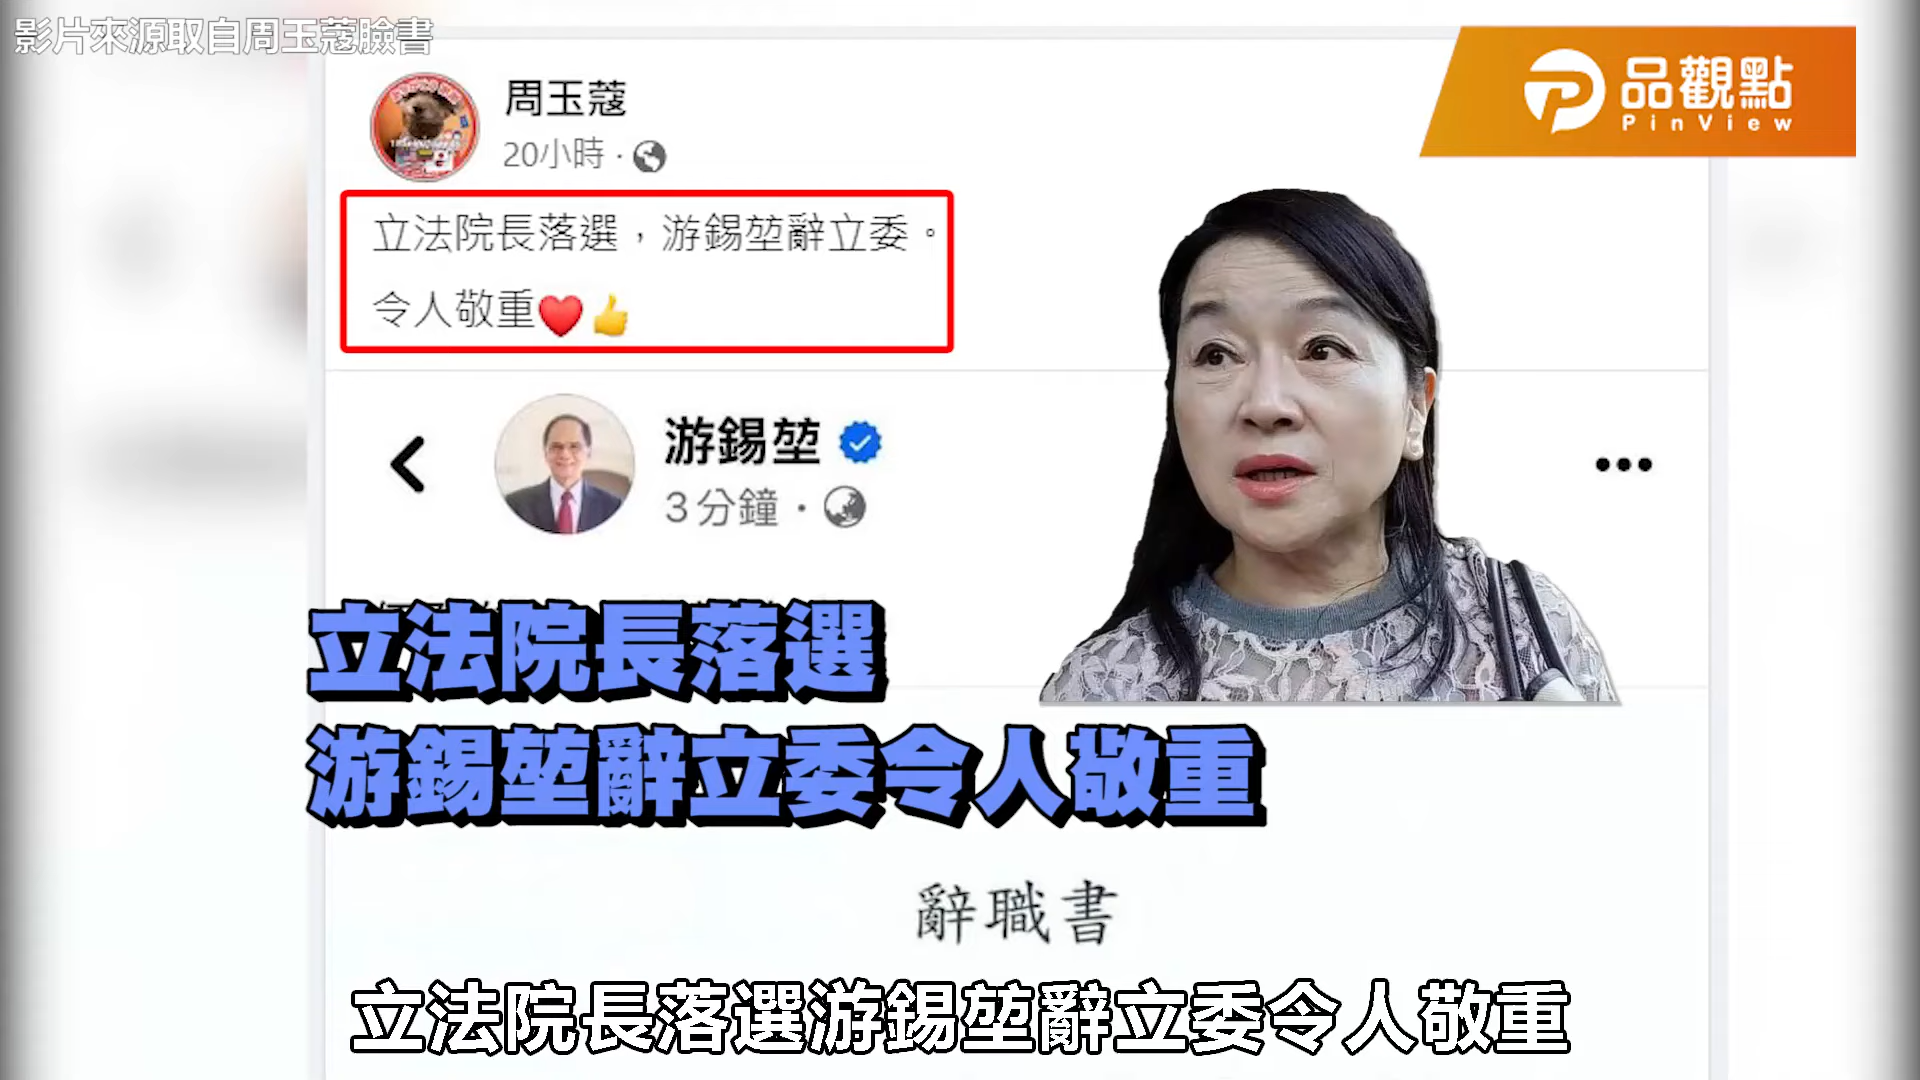 影片來源取自周玉蔻臉書
品觀點
PinView
周玉蔻
20小時·
立法院長落選，游錫堃辭立委。
令人敬重❤️👍
游錫堃
3分鐘·
立法院長落選
游錫堃辭立委令人敬重
辭職書
立法院長落選游錫堃辭立委令人敬重